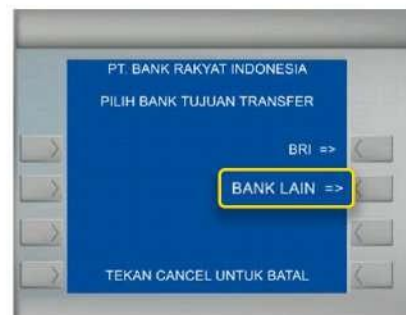 PT. BANK RAKYAT INDONESIA
PILIH BANK TUJUAN TRANSFER
BRI =>
BANK LAIN =>
TEKAN CANCEL UNTUK BATAL